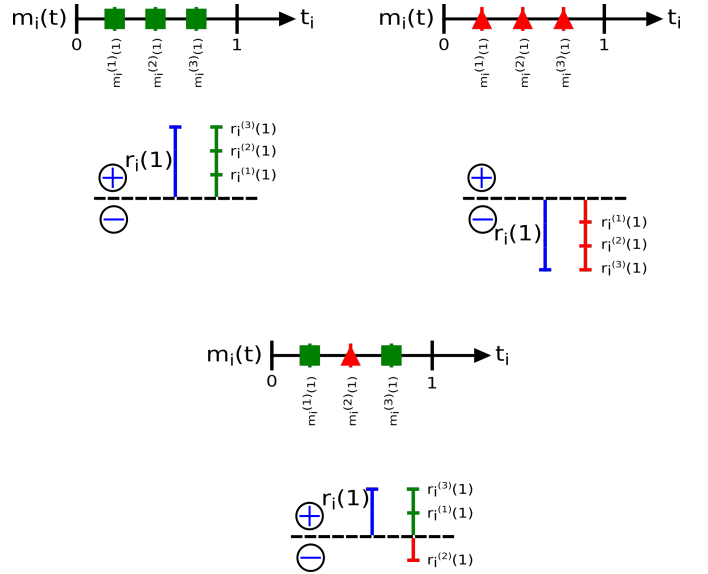 mᵢ(t) tᵢ
0 1
mᵢ⁽¹⁾(1) mᵢ⁽²⁾(1) mᵢ⁽³⁾(1)
rᵢ(1)
rᵢ⁽³⁾(1)
rᵢ⁽²⁾(1)
rᵢ⁽¹⁾(1)
+
−
mᵢ(t) tᵢ
0 1
mᵢ⁽¹⁾(1) mᵢ⁽²⁾(1) mᵢ⁽³⁾(1)
+
−
rᵢ(1)
rᵢ⁽¹⁾(1)
rᵢ⁽²⁾(1)
rᵢ⁽³⁾(1)
mᵢ(t) tᵢ
0 1
mᵢ⁽¹⁾(1) mᵢ⁽²⁾(1) mᵢ⁽³⁾(1)
rᵢ(1)
rᵢ⁽³⁾(1)
rᵢ⁽¹⁾(1)
+
−
rᵢ⁽²⁾(1)